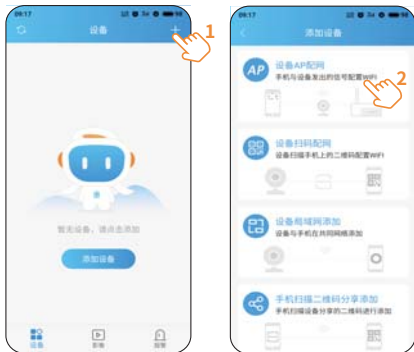 09:17
设备
1
暂无设备，请点击添加
添加设备
设备
影像
报警
09:17
添加设备
AP
设备AP配网
手机与设备发出的信号配置WIFI
2
设备扫码配网
设备扫描手机上的二维码配置WIFI
设备局域网添加
设备与手机在共同网络添加
手机扫描二维码分享添加
手机扫描设备分享的二维码进行添加